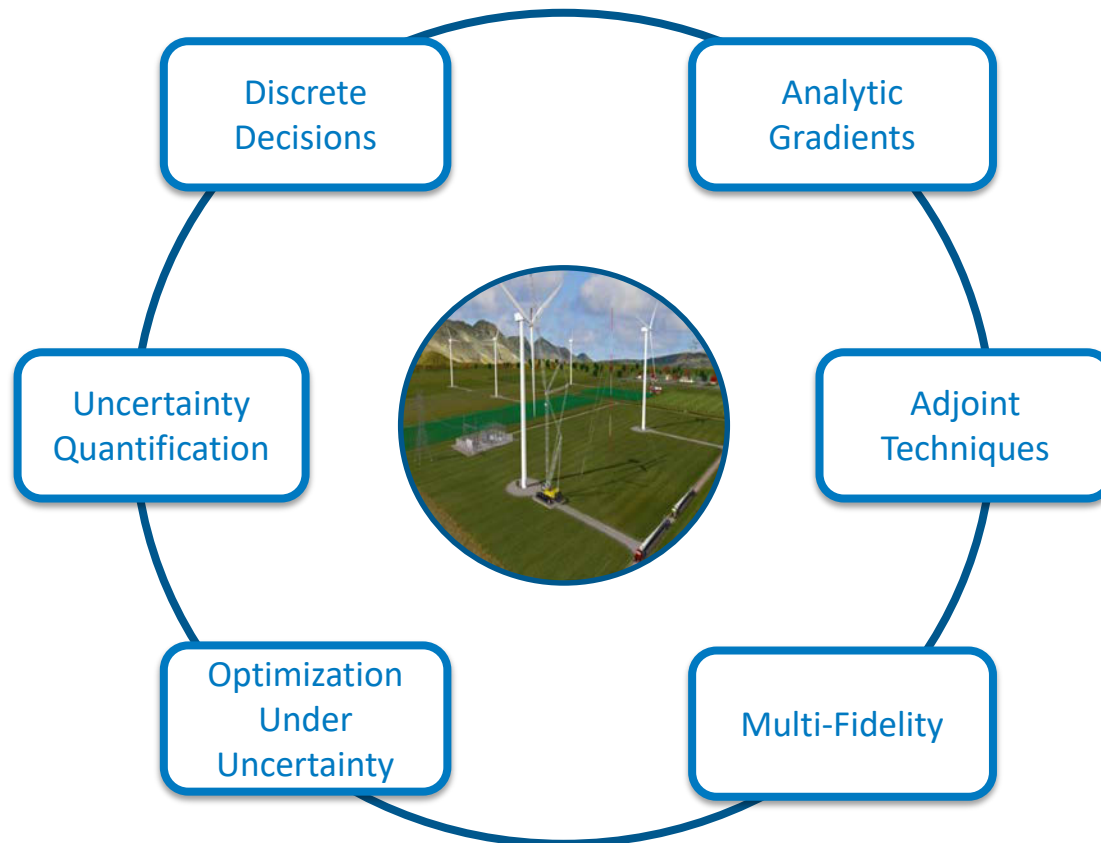 Discrete
Decisions
Analytic
Gradients
Uncertainty
Quantification
Adjoint
Techniques
Optimization
Under
Uncertainty
Multi-Fidelity